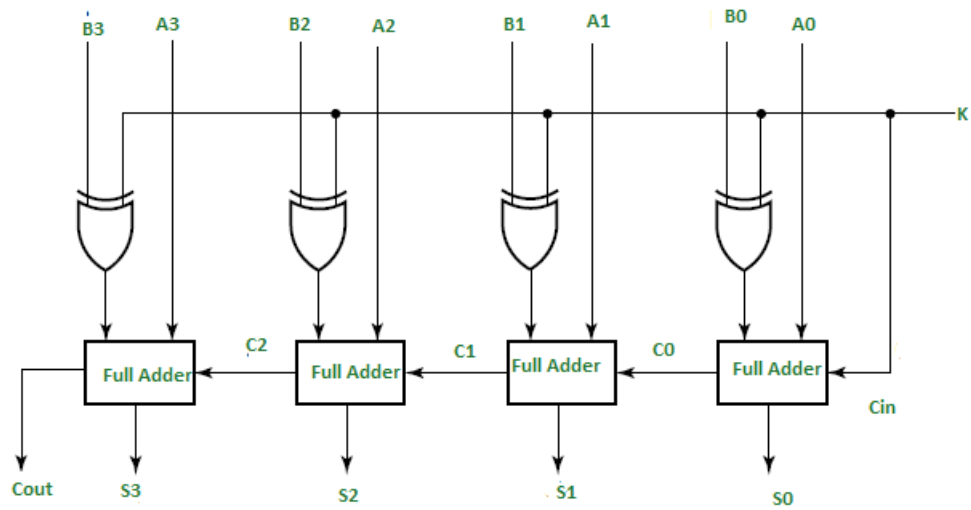 B3 A3 B2 A2 B1 A1 B0 A0
K
C2 C1 C0
Full Adder Full Adder Full Adder Full Adder
Cin
Cout S3 S2 S1 S0